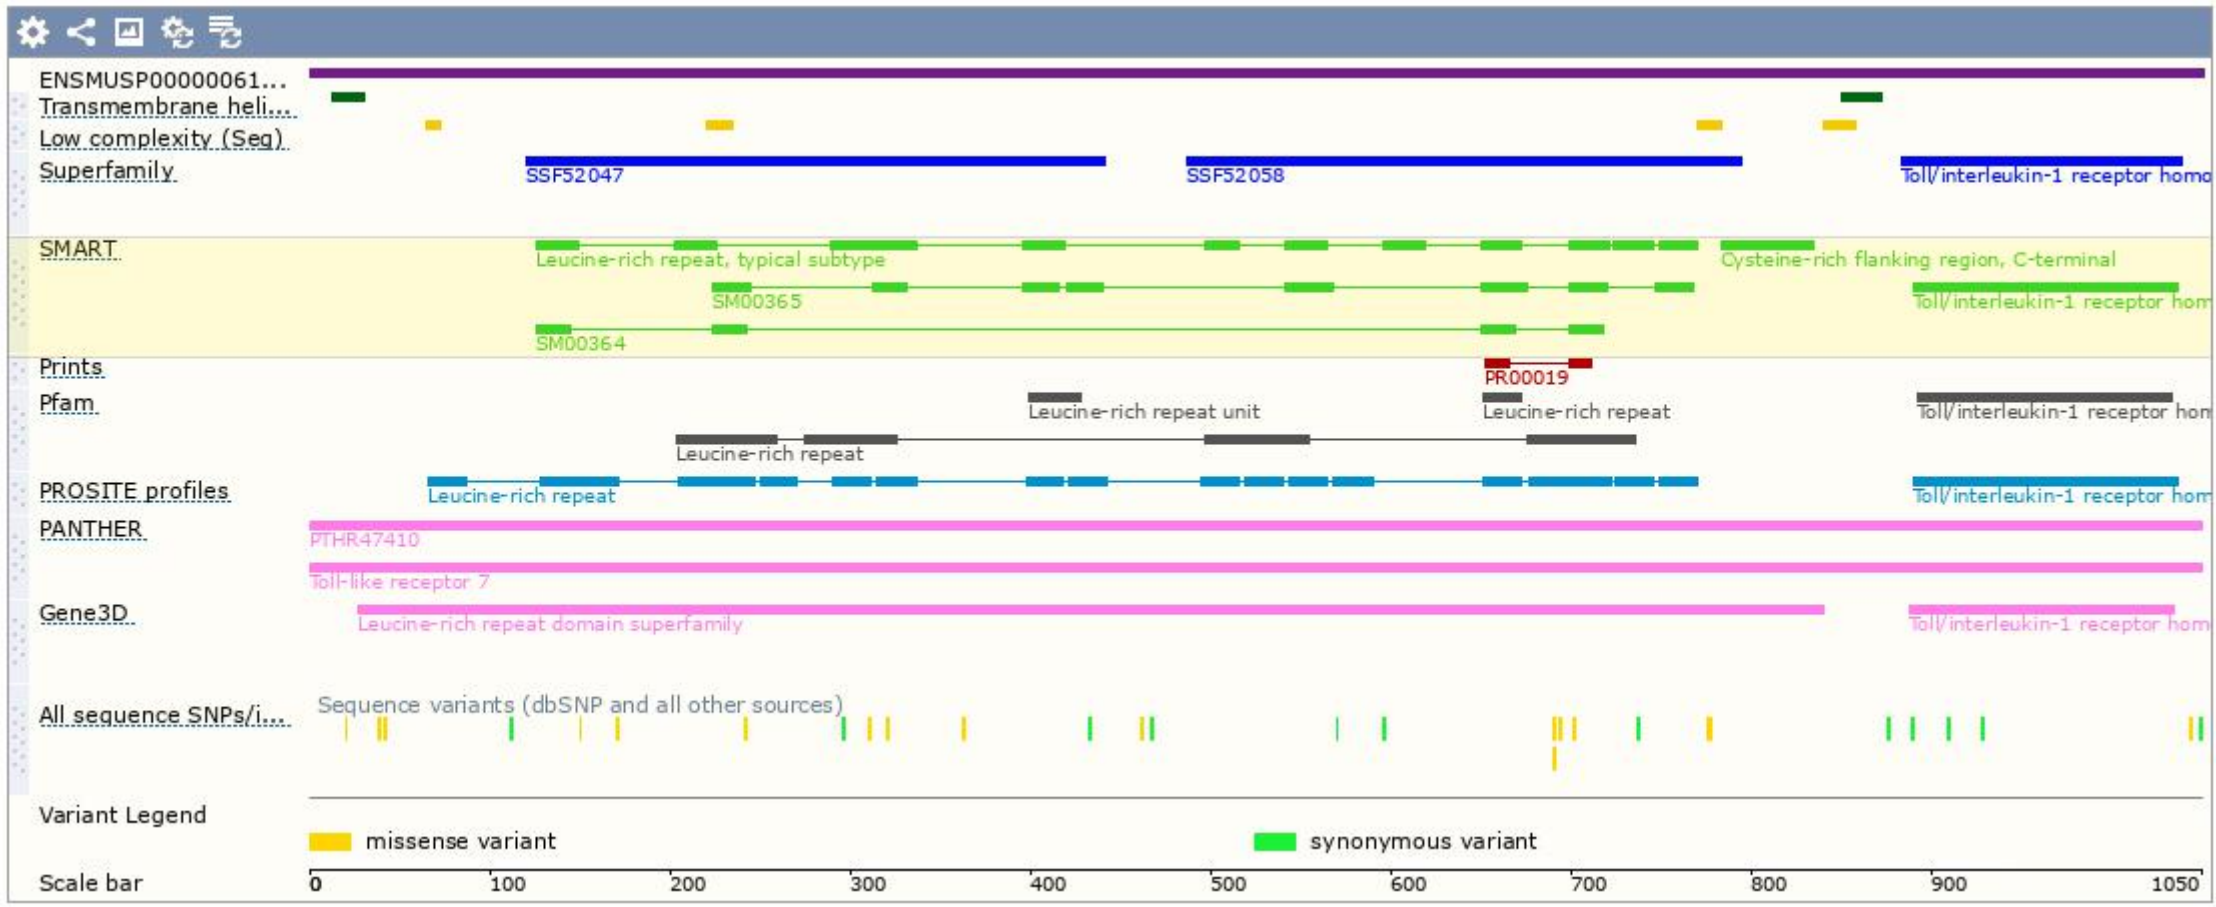 ENSMUSP00000061...
Transmembrane heli...
Low complexity (Seg)
Superfamily
SSF52047
SSF52058
Toll/interleukin-1 receptor homo
SMART
Leucine-rich repeat, typical subtype
Cysteine-rich flanking region, C-terminal
SM00365
Toll/interleukin-1 receptor hom
SM00364
Prints
PR00019
Pfam
Leucine-rich repeat unit
Leucine-rich repeat
Toll/interleukin-1 receptor hom
Leucine-rich repeat
PROSITE profiles
Leucine-rich repeat
Toll/interleukin-1 receptor hom
PANTHER
PTHR47410
Toll-like receptor 7
Gene3D
Leucine-rich repeat domain superfamily
Toll/interleukin-1 receptor hom
All sequence SNPs/i...
Sequence variants (dbSNP and all other sources)
Variant Legend
missense variant
synonymous variant
Scale bar
0 100 200 300 400 500 600 700 800 900 1050